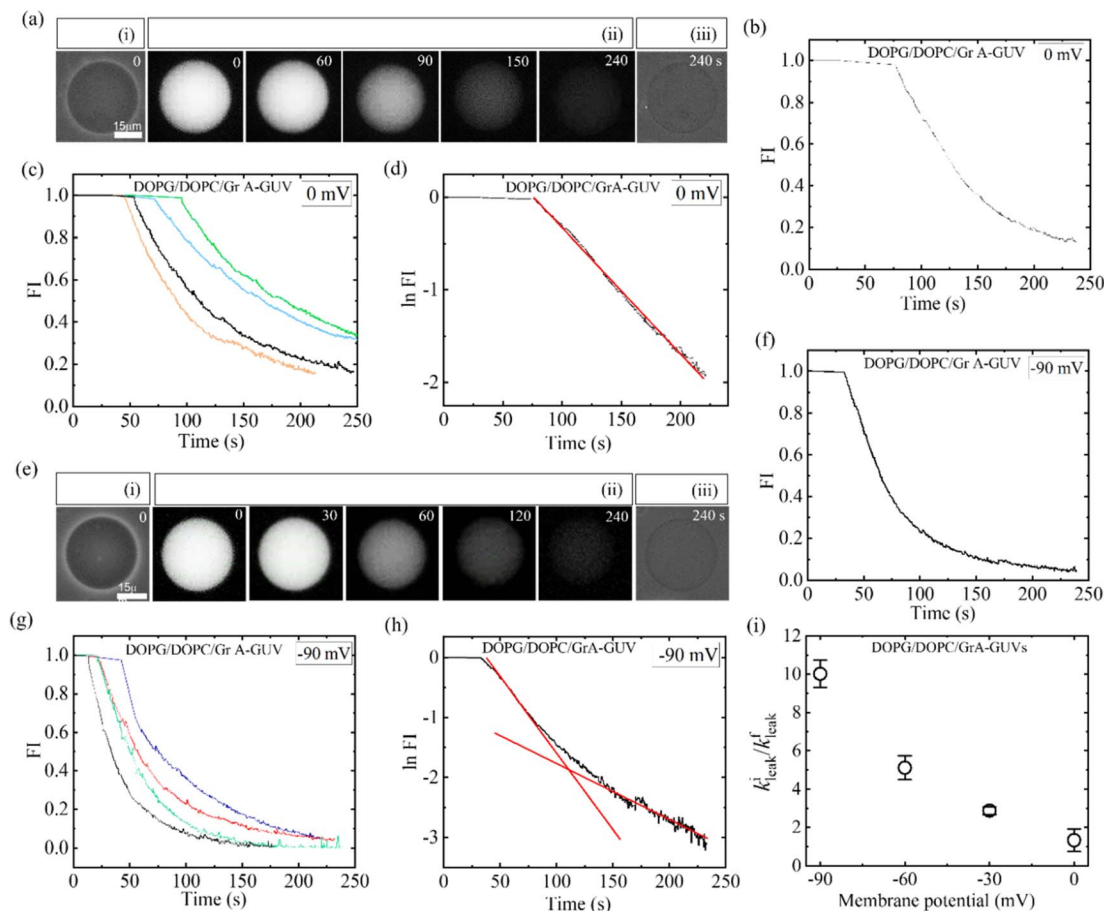 (a)
(i)
(ii)
(iii)
0
0
60
90
150
240
240 s
15μm
(b)
DOPG/DOPC/Gr A-GUV
0 mV
1.0
0.8
0.6
0.4
0.2
0.0
FI
0
50
100
150
200
250
Time (s)
(c)
DOPG/DOPC/Gr A-GUV
0 mV
1.0
0.8
0.6
0.4
0.2
0.0
FI
0
50
100
150
200
250
Time (s)
(d)
DOPG/DOPC/GrA-GUV
0 mV
0
-1
-2
ln FI
0
50
100
150
200
Time (s)
(e)
(i)
(ii)
(iii)
0
0
30
60
120
240
240 s
15μ
m
(f)
DOPG/DOPC/Gr A-GUV
-90 mV
1.0
0.8
0.6
0.4
0.2
0.0
FI
0
50
100
150
200
250
Time (s)
(g)
DOPG/DOPC/Gr A-GUV
-90 mV
1.0
0.8
0.6
0.4
0.2
0.0
FI
0
50
100
150
200
250
Time (s)
(h)
DOPG/DOPC/GrA-GUV
-90 mV
0
-1
-2
-3
ln FI
0
50
100
150
200
250
Time (s)
(i)
DOPG/DOPC/GrA-GUVs
12
10
8
6
4
2
0
k^i_leak/k^f_leak
-90
-60
-30
0
Membrane potential (mV)